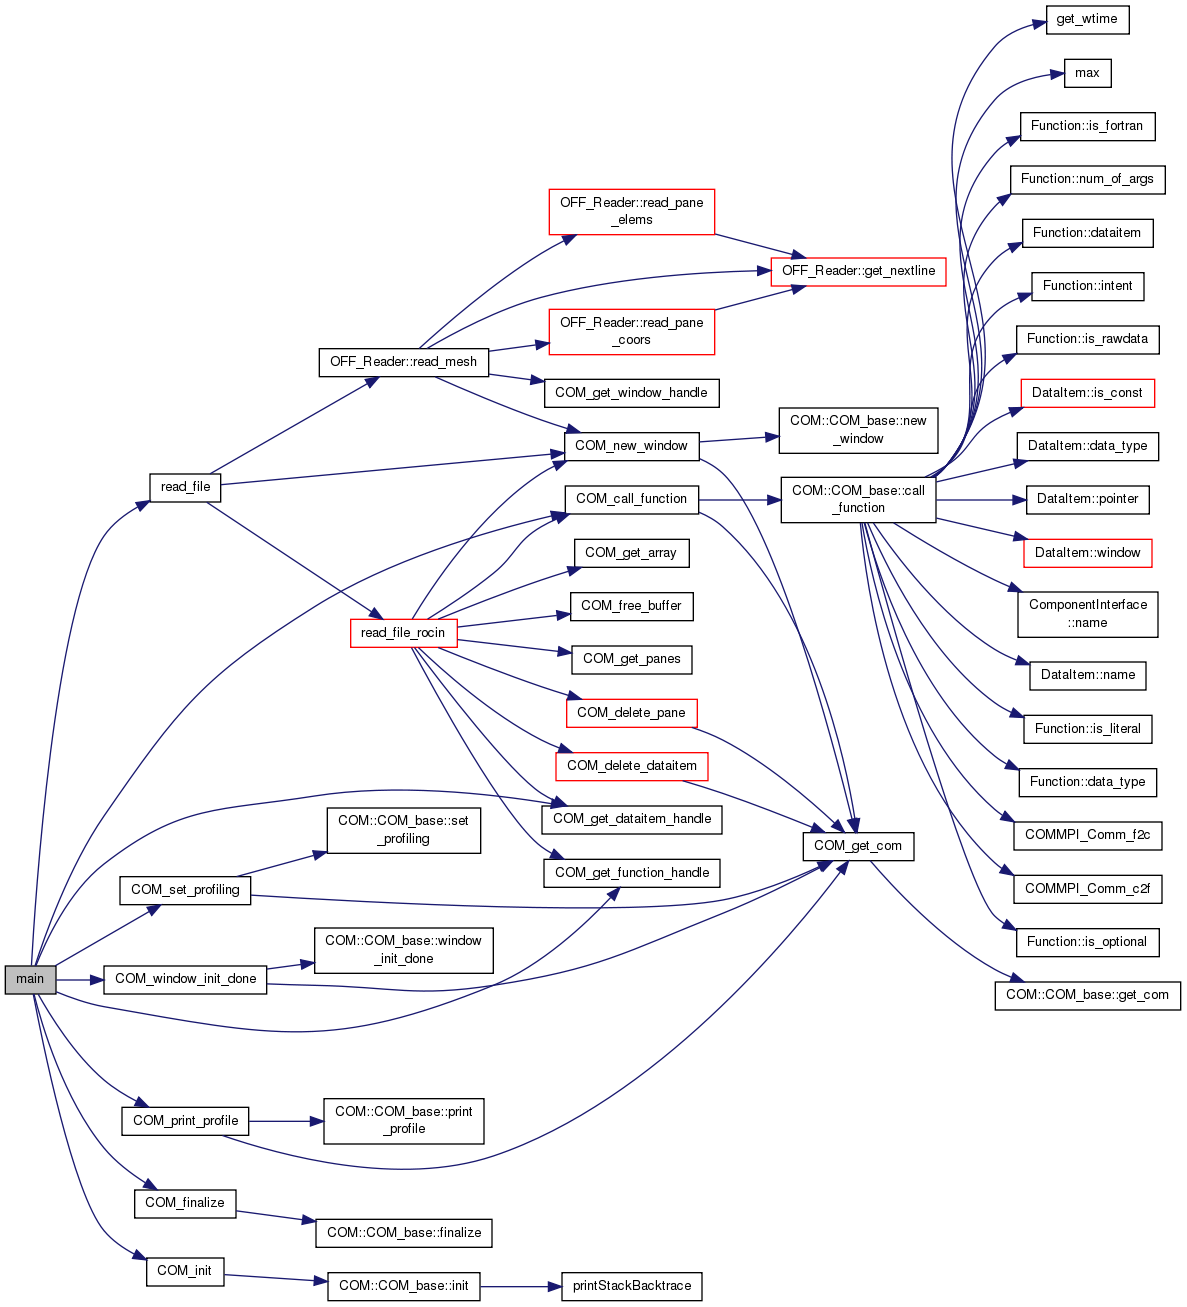 get_wtime
max
Function::is_fortran
Function::num_of_args
OFF_Reader::read_pane
_elems
Function::dataitem
OFF_Reader::get_nextline
Function::intent
OFF_Reader::read_pane
_coors
Function::is_rawdata
OFF_Reader::read_mesh
COM_get_window_handle
DataItem::is_const
COM::COM_base::new
_window
COM_new_window
DataItem::data_type
read_file
COM_call_function
COM::COM_base::call
_function
DataItem::pointer
COM_get_array
DataItem::window
COM_free_buffer
ComponentInterface
::name
read_file_rocin
COM_get_panes
DataItem::name
COM_delete_pane
Function::is_literal
COM_delete_dataitem
Function::data_type
COM_get_dataitem_handle
COM::COM_base::set
_profiling
COMMPI_Comm_f2c
COM_get_com
COM_get_function_handle
COM_set_profiling
COMMPI_Comm_c2f
COM::COM_base::window
_init_done
Function::is_optional
main
COM_window_init_done
COM::COM_base::get_com
COM_print_profile
COM::COM_base::print
_profile
COM_finalize
COM::COM_base::finalize
COM_init
COM::COM_base::init
printStackBacktrace